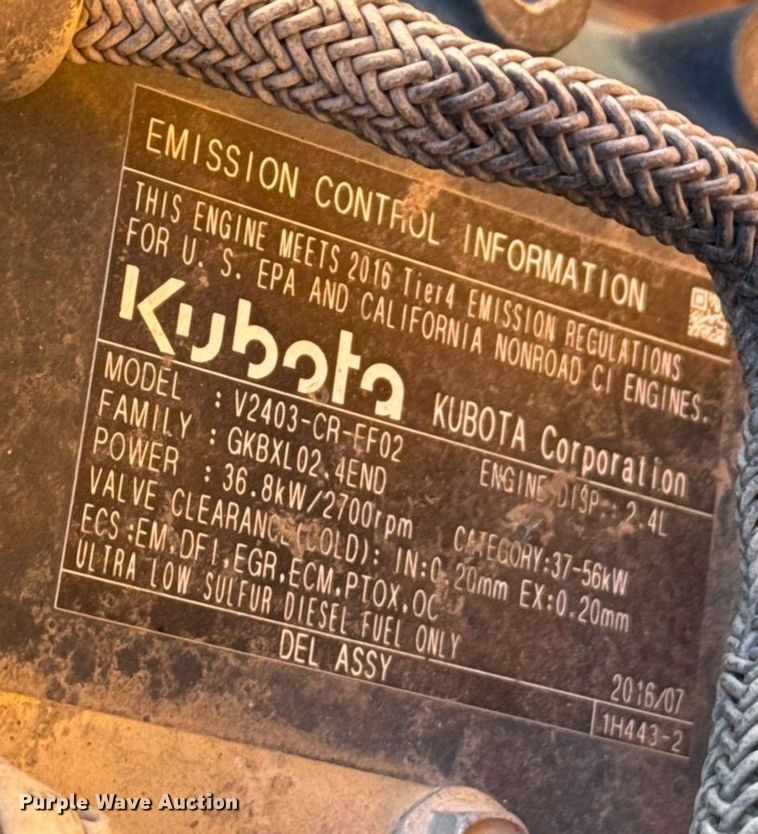 EMISSION CONTROL INFORMATION
THIS ENGINE MEETS 2016 Tier4 EMISSION REGULATIONS
FOR U. S. EPA AND CALIFORNIA NONROAD CI ENGINES.
Kubota KUBOTA Corporation
MODEL : V2403-CR-EF02 ENGINE DISP.: 2.4L
FAMILY : GKBXL02.4END
POWER : 36.8kW/2700rpm CATEGORY:37-56kW
VALVE CLEARANCE(COLD): IN:0.20mm EX:0.20mm
ECS:EM,DFI,EGR,ECM,PTOX,OC
ULTRA LOW SULFUR DIESEL FUEL ONLY
2016/07
DEL ASSY 1H443-2
Purple Wave Auction